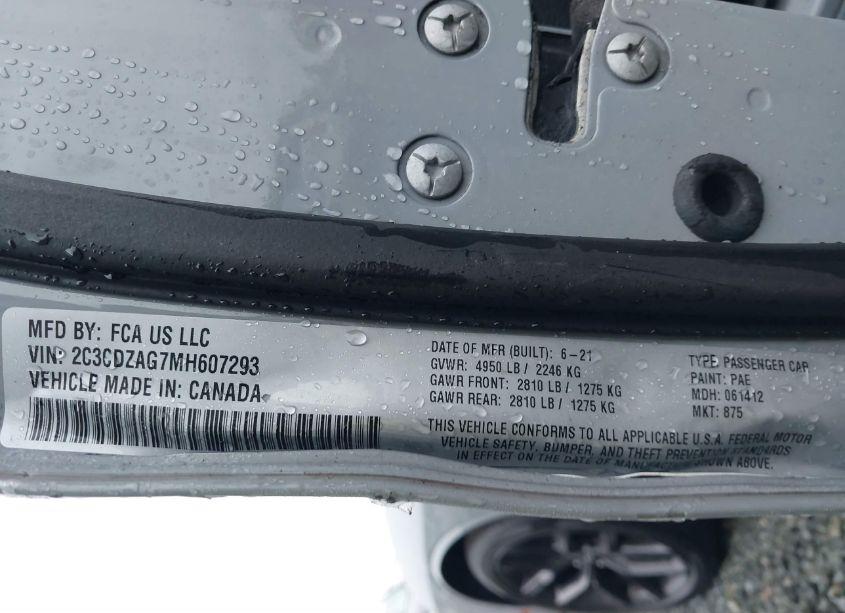 MFD BY: FCA US LLC
VIN: 2C3CDZAG7MH607293
VEHICLE MADE IN: CANADA
DATE OF MFR (BUILT): 6-21
GVWR: 4950 LB / 2246 KG
GAWR FRONT: 2810 LB / 1275 KG
GAWR REAR: 2810 LB / 1275 KG
TYPE: PASSENGER CAR
PAINT: PAE
MDH: 061412
MKT: 875
THIS VEHICLE CONFORMS TO ALL APPLICABLE U.S.A. FEDERAL MOTOR
VEHICLE SAFETY, BUMPER, AND THEFT PREVENTION STANDARDS
IN EFFECT ON THE DATE OF MANUFACTURE SHOWN ABOVE.